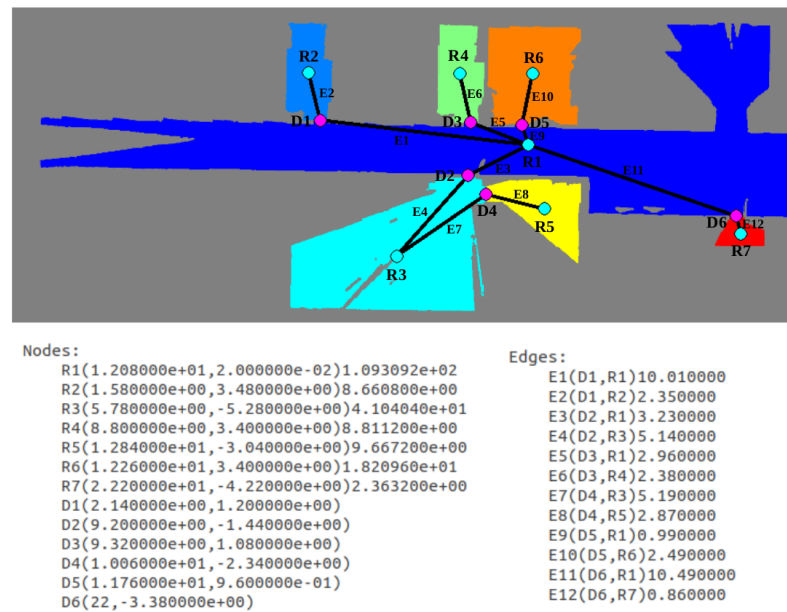 R2
R4
R6
E2
E6
E10
D1
D3
E5
D5
E9
E1
R1
D2
E3
E11
E8
E4
D4
E7
R5
D6
E12
R3
R7
Nodes:
R1(1.208000e+01,2.000000e-02)1.093092e+02
R2(1.580000e+00,3.480000e+00)8.660800e+00
R3(5.780000e+00,-5.280000e+00)4.104040e+01
R4(8.800000e+00,3.400000e+00)8.811200e+00
R5(1.284000e+01,-3.040000e+00)9.667200e+00
R6(1.226000e+01,3.400000e+00)1.820960e+01
R7(2.220000e+01,-4.220000e+00)2.363200e+00
D1(2.140000e+00,1.200000e+00)
D2(9.200000e+00,-1.440000e+00)
D3(9.320000e+00,1.080000e+00)
D4(1.006000e+01,-2.340000e+00)
D5(1.176000e+01,9.600000e-01)
D6(22,-3.380000e+00)
Edges:
E1(D1,R1)10.010000
E2(D1,R2)2.350000
E3(D2,R1)3.230000
E4(D2,R3)5.140000
E5(D3,R1)2.960000
E6(D3,R4)2.380000
E7(D4,R3)5.190000
E8(D4,R5)2.870000
E9(D5,R1)0.990000
E10(D5,R6)2.490000
E11(D6,R1)10.490000
E12(D6,R7)0.860000